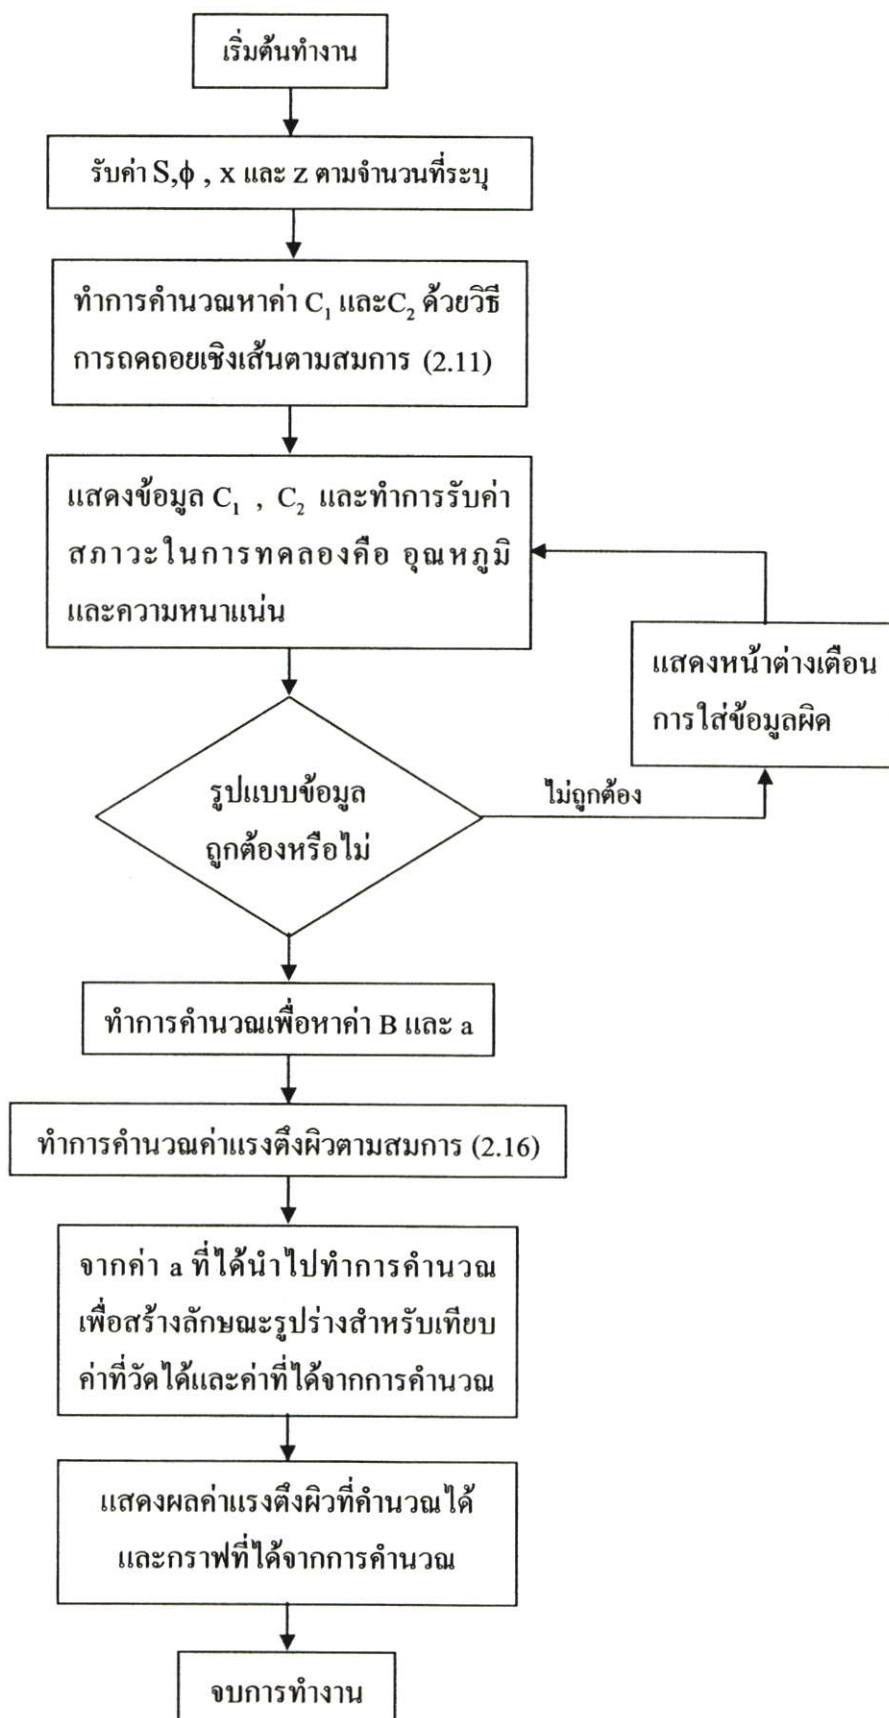 เริ่มต้นทำงาน
รับค่า S,ϕ , x และ z ตามจำนวนที่ระบุ
ทำการคำนวณหาค่า C₁ และC₂ ด้วยวิธี
การถดถอยเชิงเส้นตามสมการ (2.11)
แสดงข้อมูล C₁ , C₂ และทำการรับค่า
สภาวะในการทดลองคือ อุณหภูมิ
และความหนาแน่น
แสดงหน้าต่างเตือน
การใส่ข้อมูลผิด
รูปแบบข้อมูล
ถูกต้องหรือไม่
ไม่ถูกต้อง
ทำการคำนวณเพื่อหาค่า B และ a
ทำการคำนวณค่าแรงตึงผิวตามสมการ (2.16)
จากค่า a ที่ได้นำไปทำการคำนวณ
เพื่อสร้างลักษณะรูปร่างสำหรับเทียบ
ค่าที่วัดได้และค่าที่ได้จากการคำนวณ
แสดงผลค่าแรงตึงผิวที่คำนวณได้
และกราฟที่ได้จากการคำนวณ
จบการทำงาน